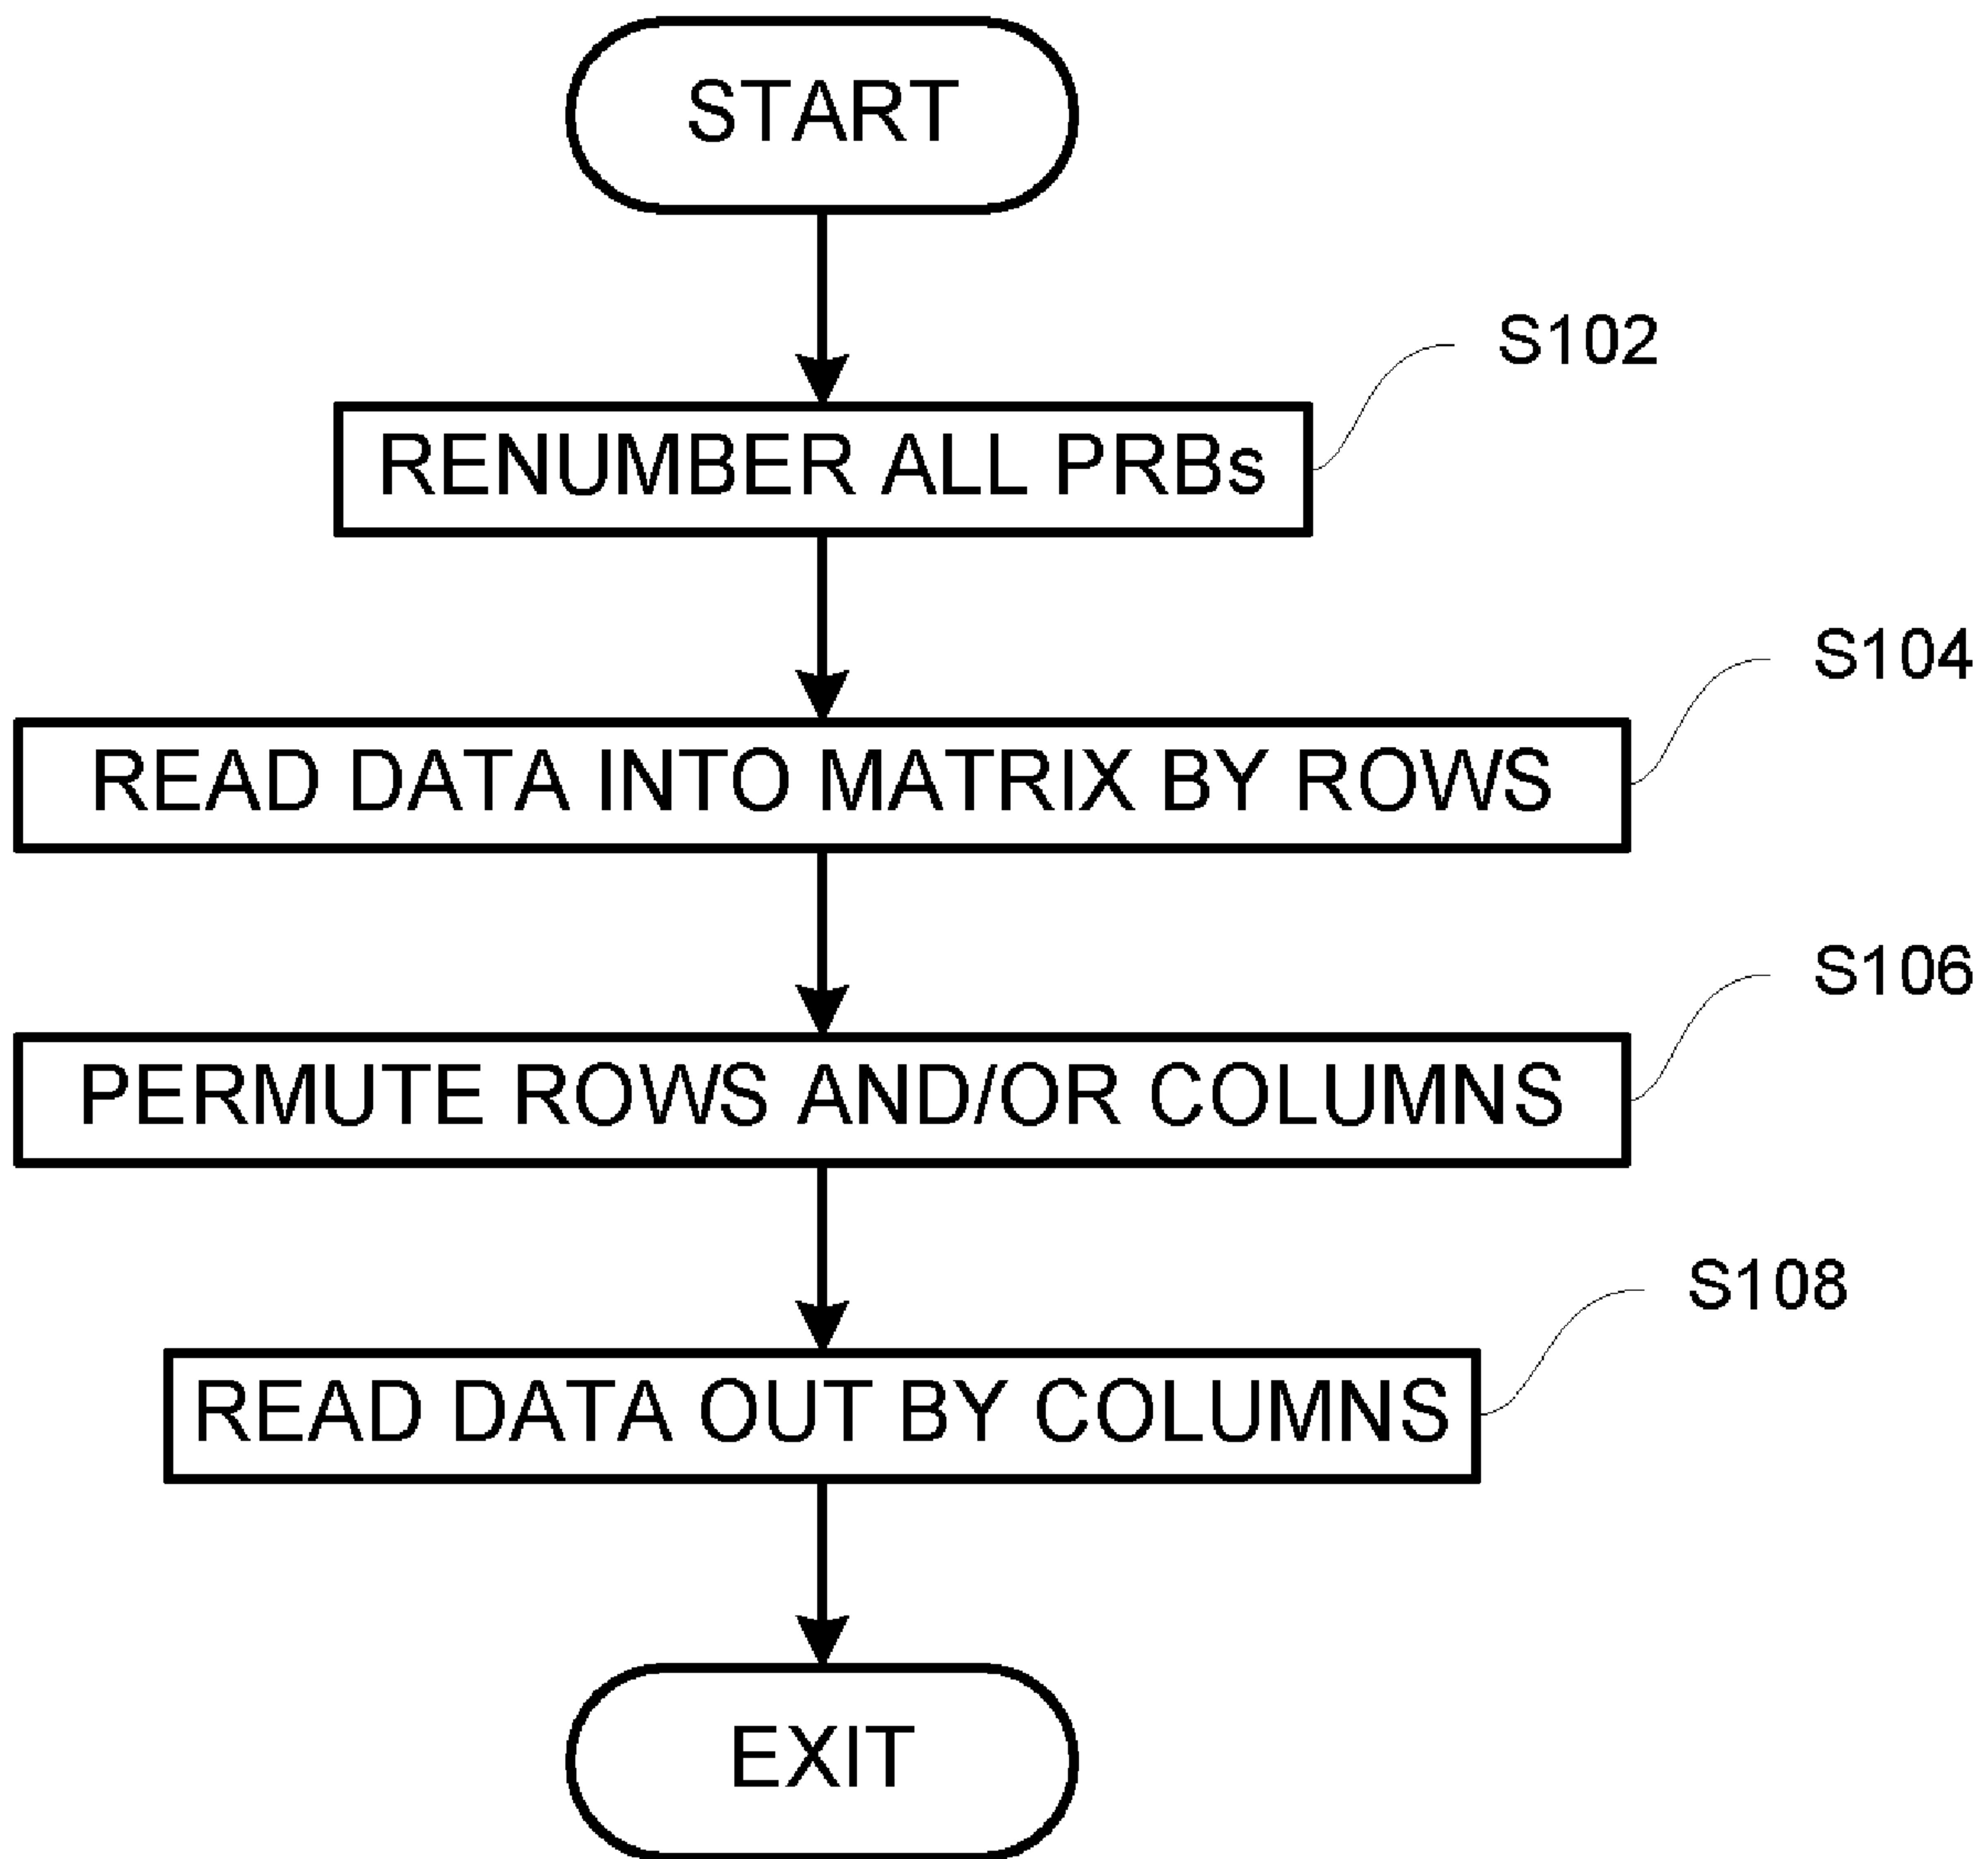 START
S102
RENUMBER ALL PRBs
S104
READ DATA INTO MATRIX BY ROWS
S106
PERMUTE ROWS AND/OR COLUMNS
S108
READ DATA OUT BY COLUMNS
EXIT